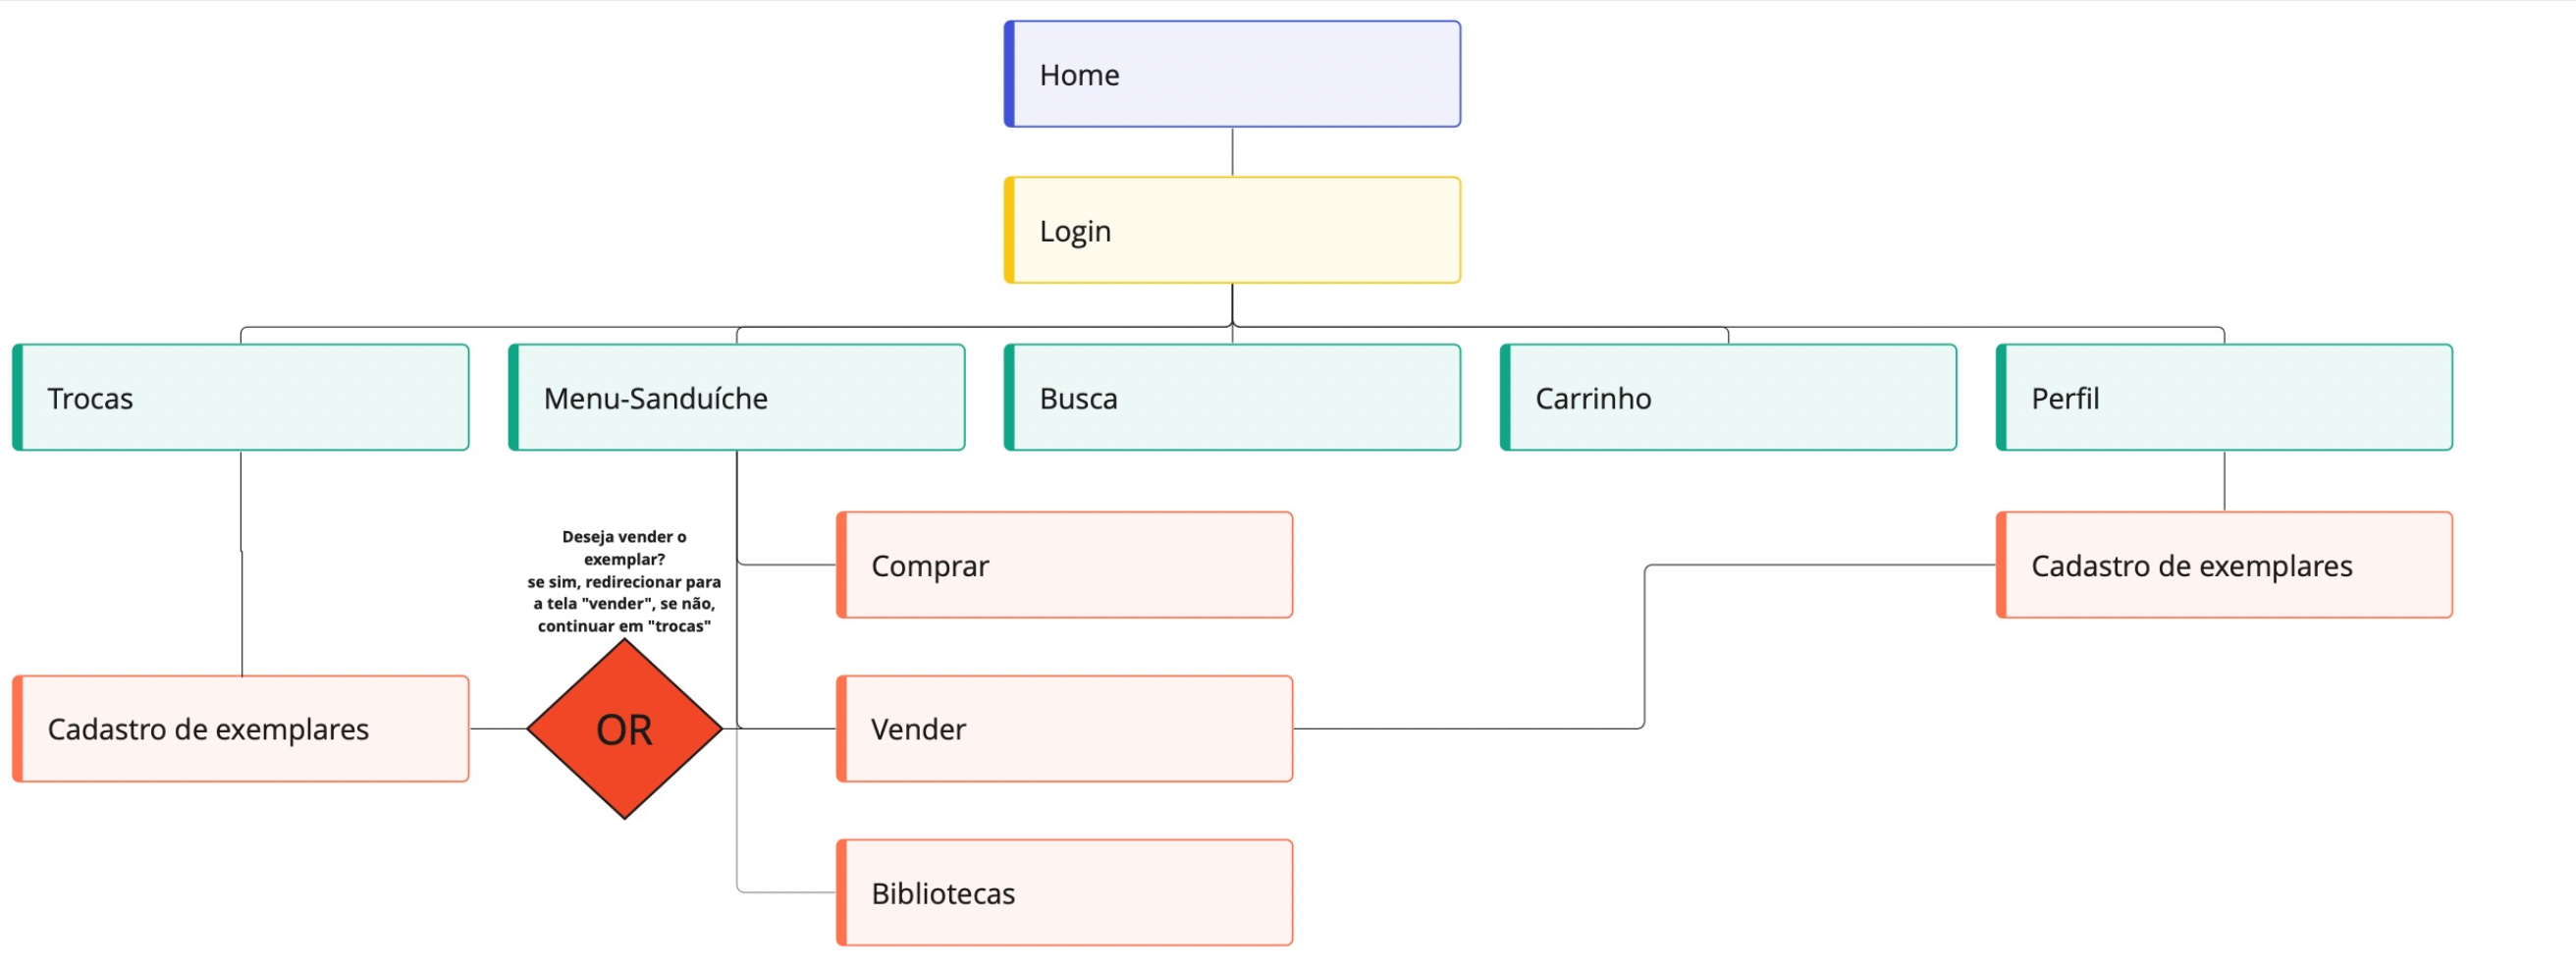 Home
Login
Trocas
Menu-Sanduíche
Busca
Carrinho
Perfil
Deseja vender o
exemplar?
se sim, redirecionar para
a tela "vender", se não,
continuar em "trocas"
Comprar
Cadastro de exemplares
Cadastro de exemplares
OR
Vender
Bibliotecas